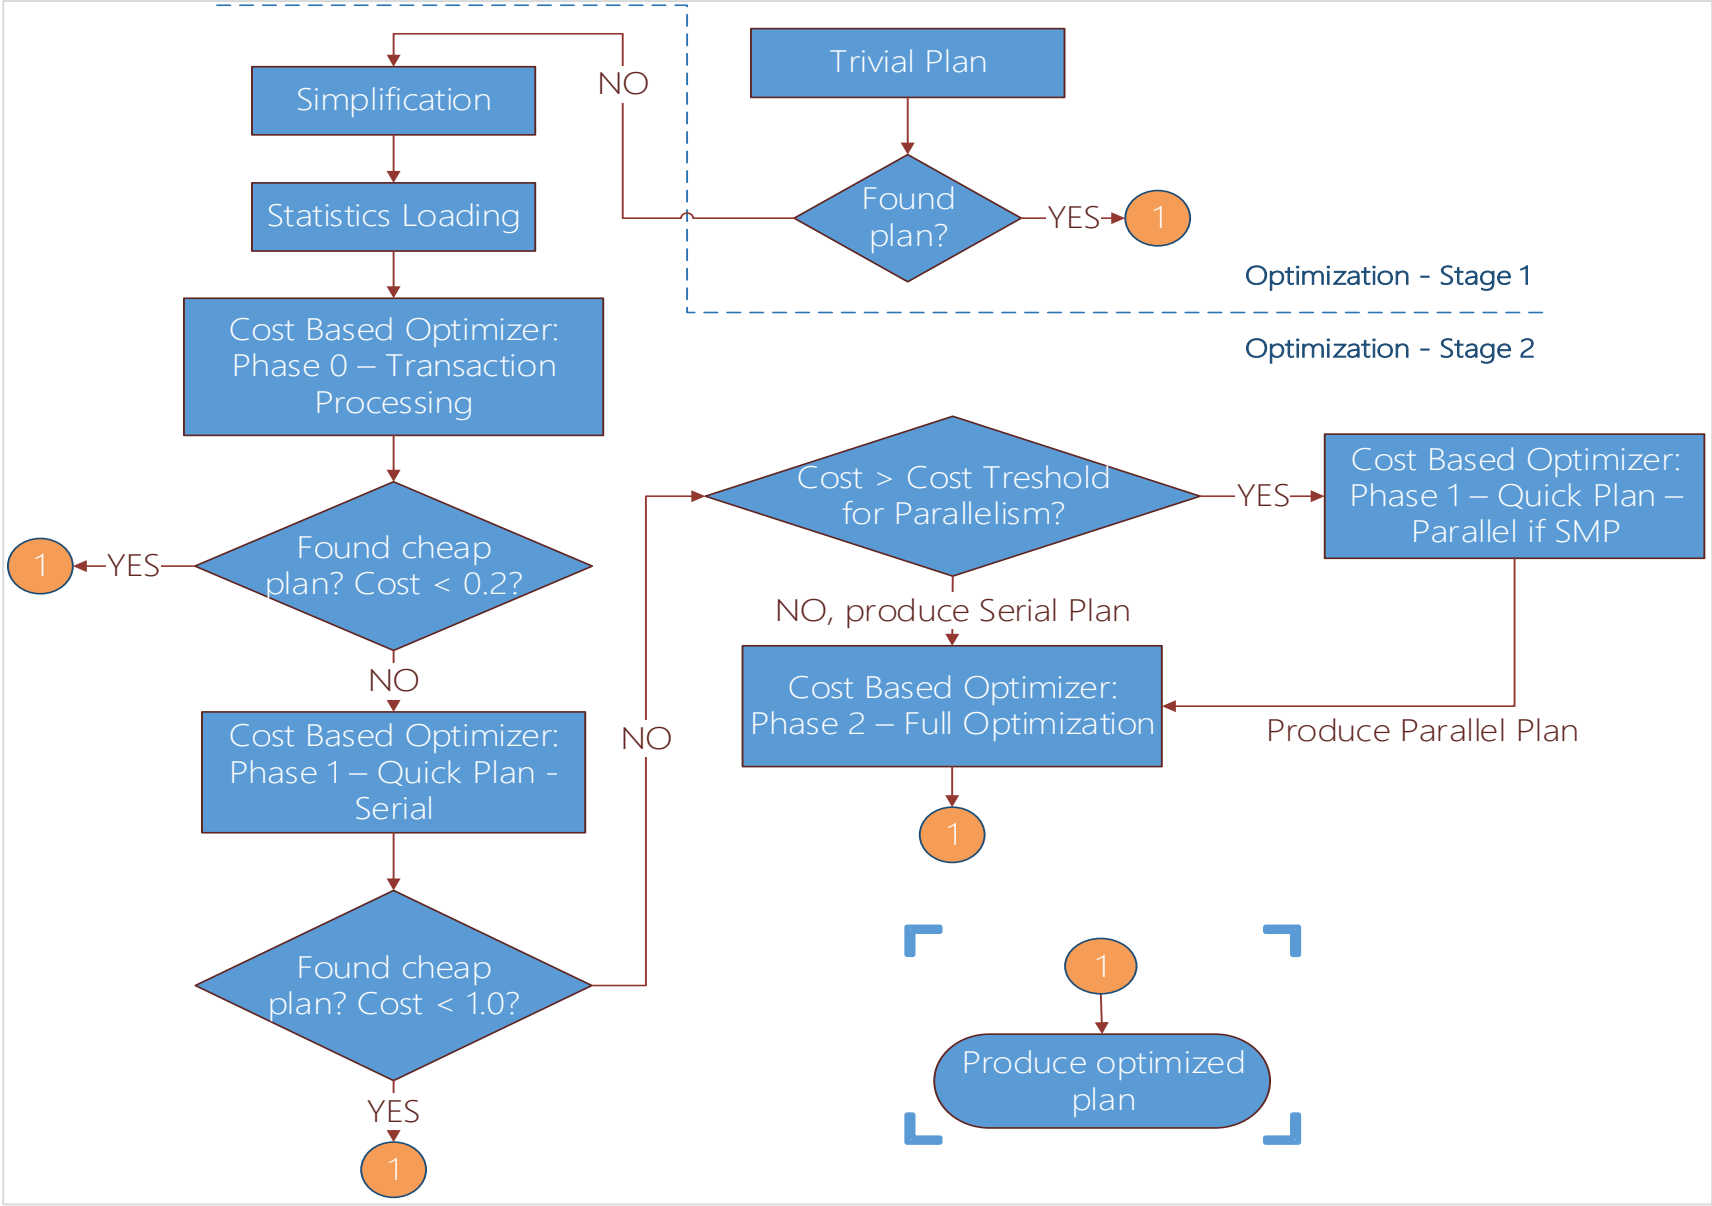 Trivial Plan
Found
plan?
YES
1
NO
Optimization - Stage 1
Optimization - Stage 2
Simplification
Statistics Loading
Cost Based Optimizer:
Phase 0 – Transaction
Processing
Found cheap
plan? Cost < 0.2?
YES
1
NO
Cost Based Optimizer:
Phase 1 – Quick Plan -
Serial
Found cheap
plan? Cost < 1.0?
YES
1
NO
Cost > Cost Treshold
for Parallelism?
YES
Cost Based Optimizer:
Phase 1 – Quick Plan –
Parallel if SMP
NO, produce Serial Plan
Produce Parallel Plan
Cost Based Optimizer:
Phase 2 – Full Optimization
1
1
Produce optimized
plan